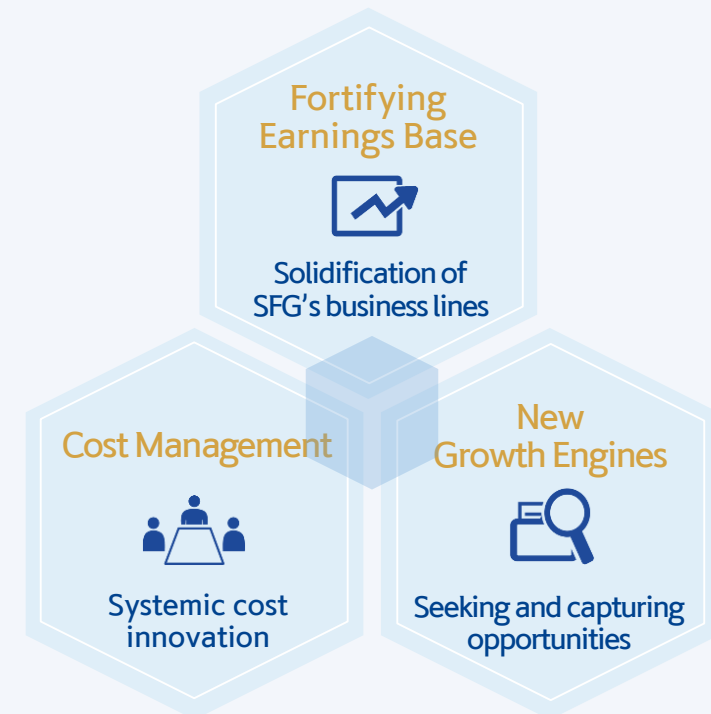 Fortifying
Earnings Base
Solidification of
SFG's business lines
Cost Management
Systemic cost
innovation
New
Growth Engines
Seeking and capturing
opportunities